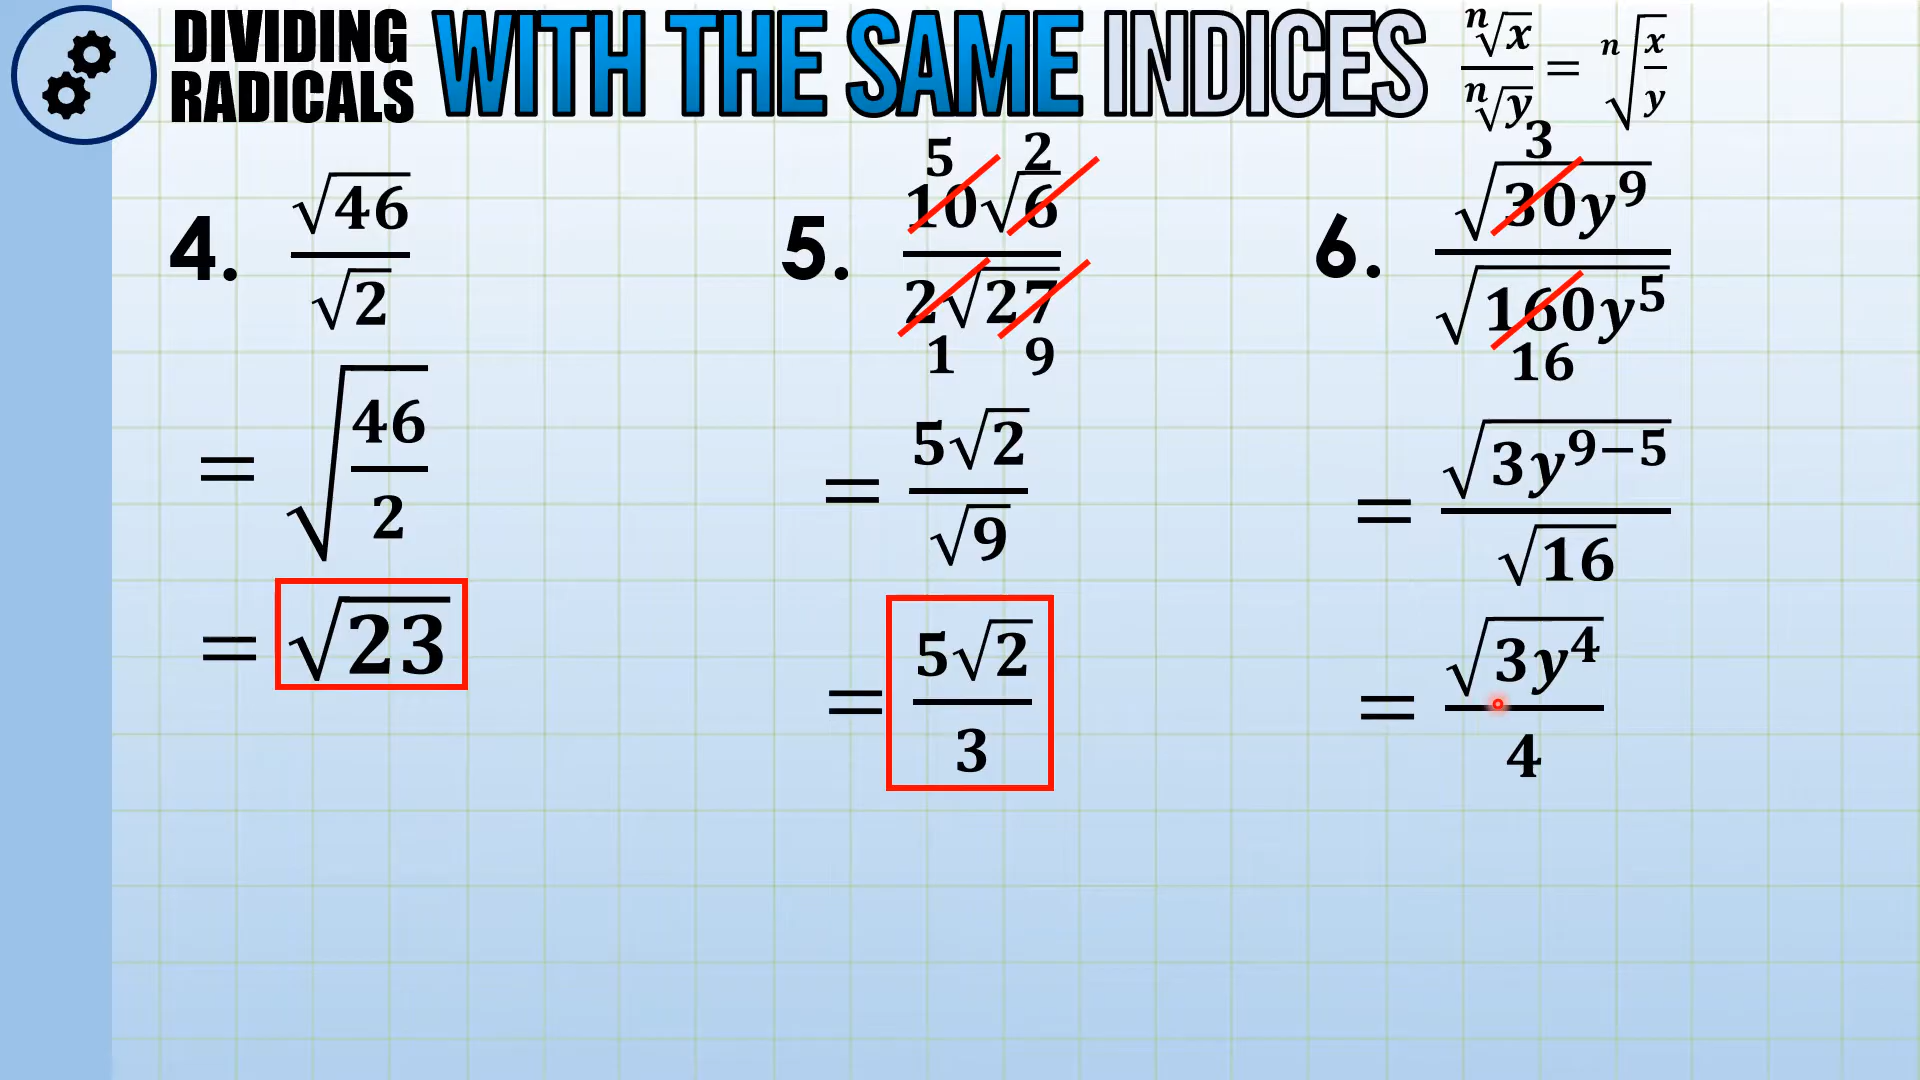 DIVIDING
RADICALS
WITH THE SAME INDICES
ⁿ√x / ⁿ√y = ⁿ√(x/y)
4. √46 / √2
= √(46/2)
= √23
5. 10√6 / 2√27
5 2
1 9
= 5√2 / √9
= 5√2 / 3
6. √(30y⁹) / √(160y⁵)
3
16
= √(3y⁹⁻⁵) / √16
= √(3y⁴) / 4